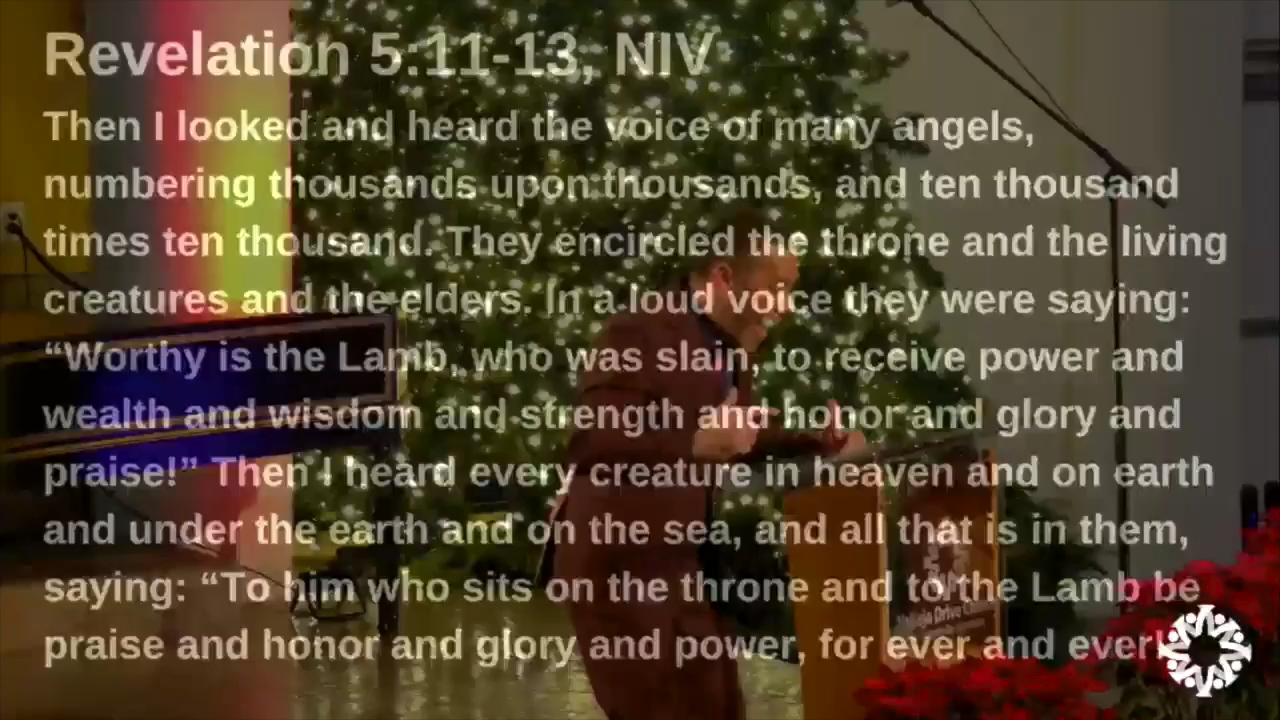 Revelation 5:11-13, NIV
Then I looked and heard the voice of many angels,
numbering thousands upon thousands, and ten thousand
times ten thousand. They encircled the throne and the living
creatures and the elders. In a loud voice they were saying:
“Worthy is the Lamb, who was slain, to receive power and
wealth and wisdom and strength and honor and glory and
praise!” Then I heard every creature in heaven and on earth
and under the earth and on the sea, and all that is in them,
saying: “To him who sits on the throne and to the Lamb be
praise and honor and glory and power, for ever and ever!
Vallejo Drive